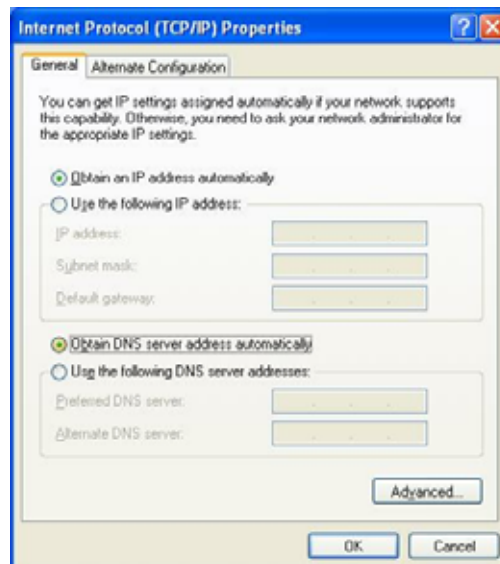 Internet Protocol (TCP/IP) Properties
General
Alternate Configuration
You can get IP settings assigned automatically if your network supports
this capability. Otherwise, you need to ask your network administrator for
the appropriate IP settings.
Obtain an IP address automatically
Use the following IP address:
IP address:
Subnet mask:
Default gateway:
Obtain DNS server address automatically
Use the following DNS server addresses:
Preferred DNS server:
Alternate DNS server:
Advanced...
OK
Cancel